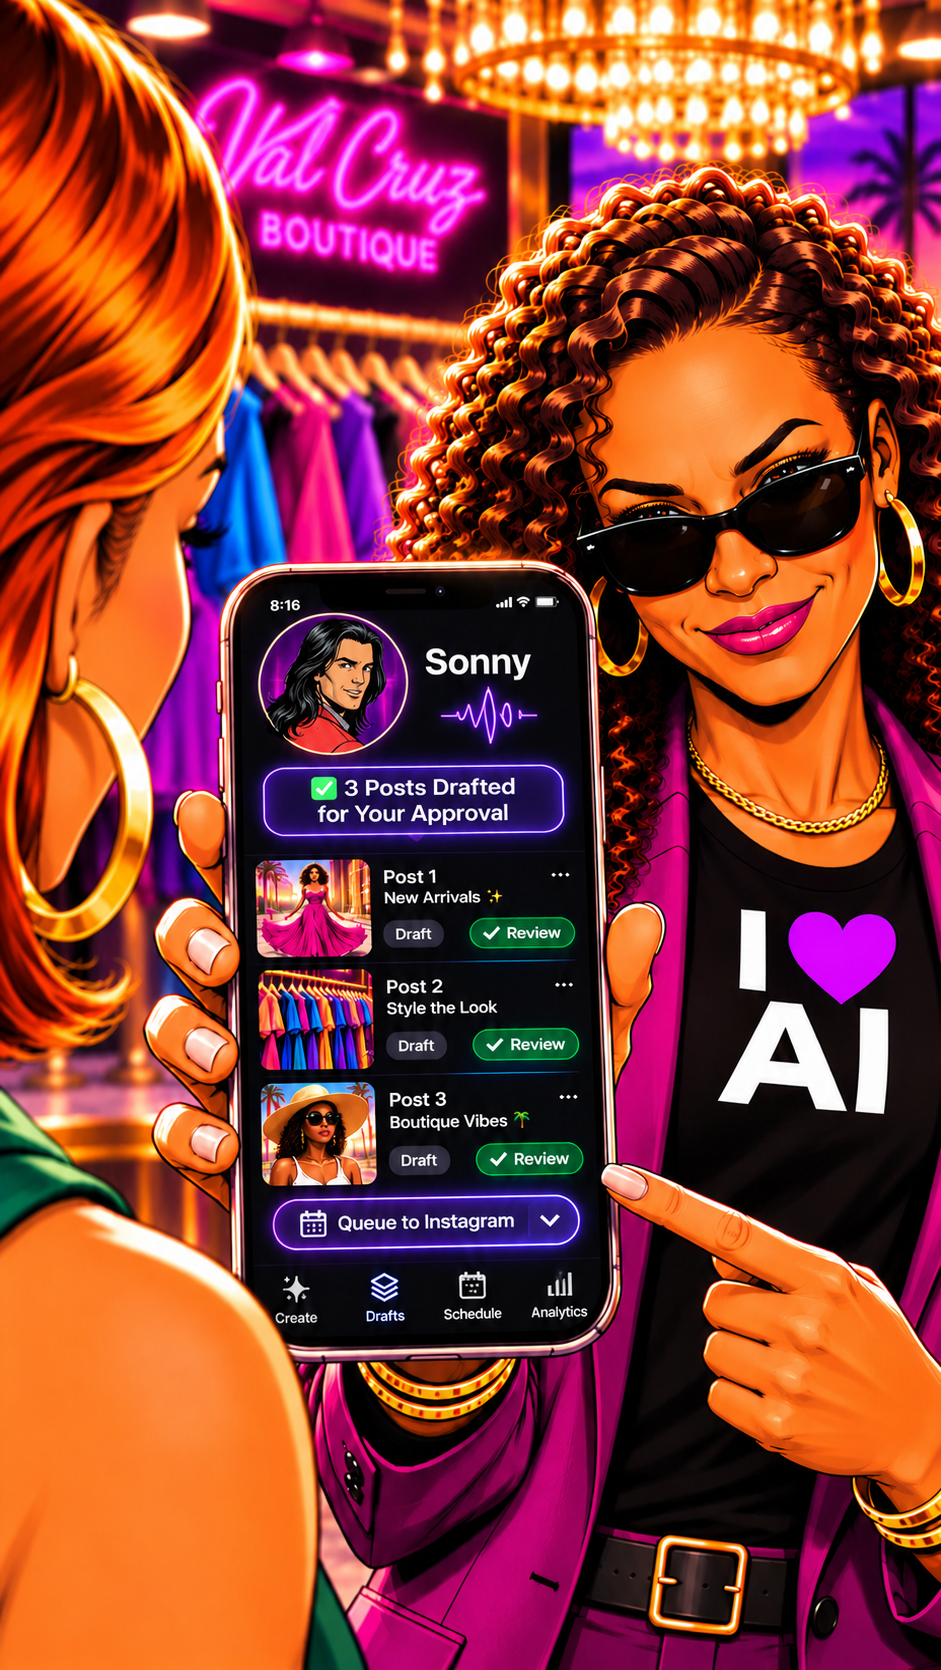 Val Cruz
BOUTIQUE
8:16
Sonny
✅ 3 Posts Drafted
for Your Approval
Post 1
New Arrivals ✨
Draft
✓ Review
Post 2
Style the Look
Draft
✓ Review
Post 3
Boutique Vibes 🌴
Draft
✓ Review
Queue to Instagram
Create
Drafts
Schedule
Analytics
I 💜
AI